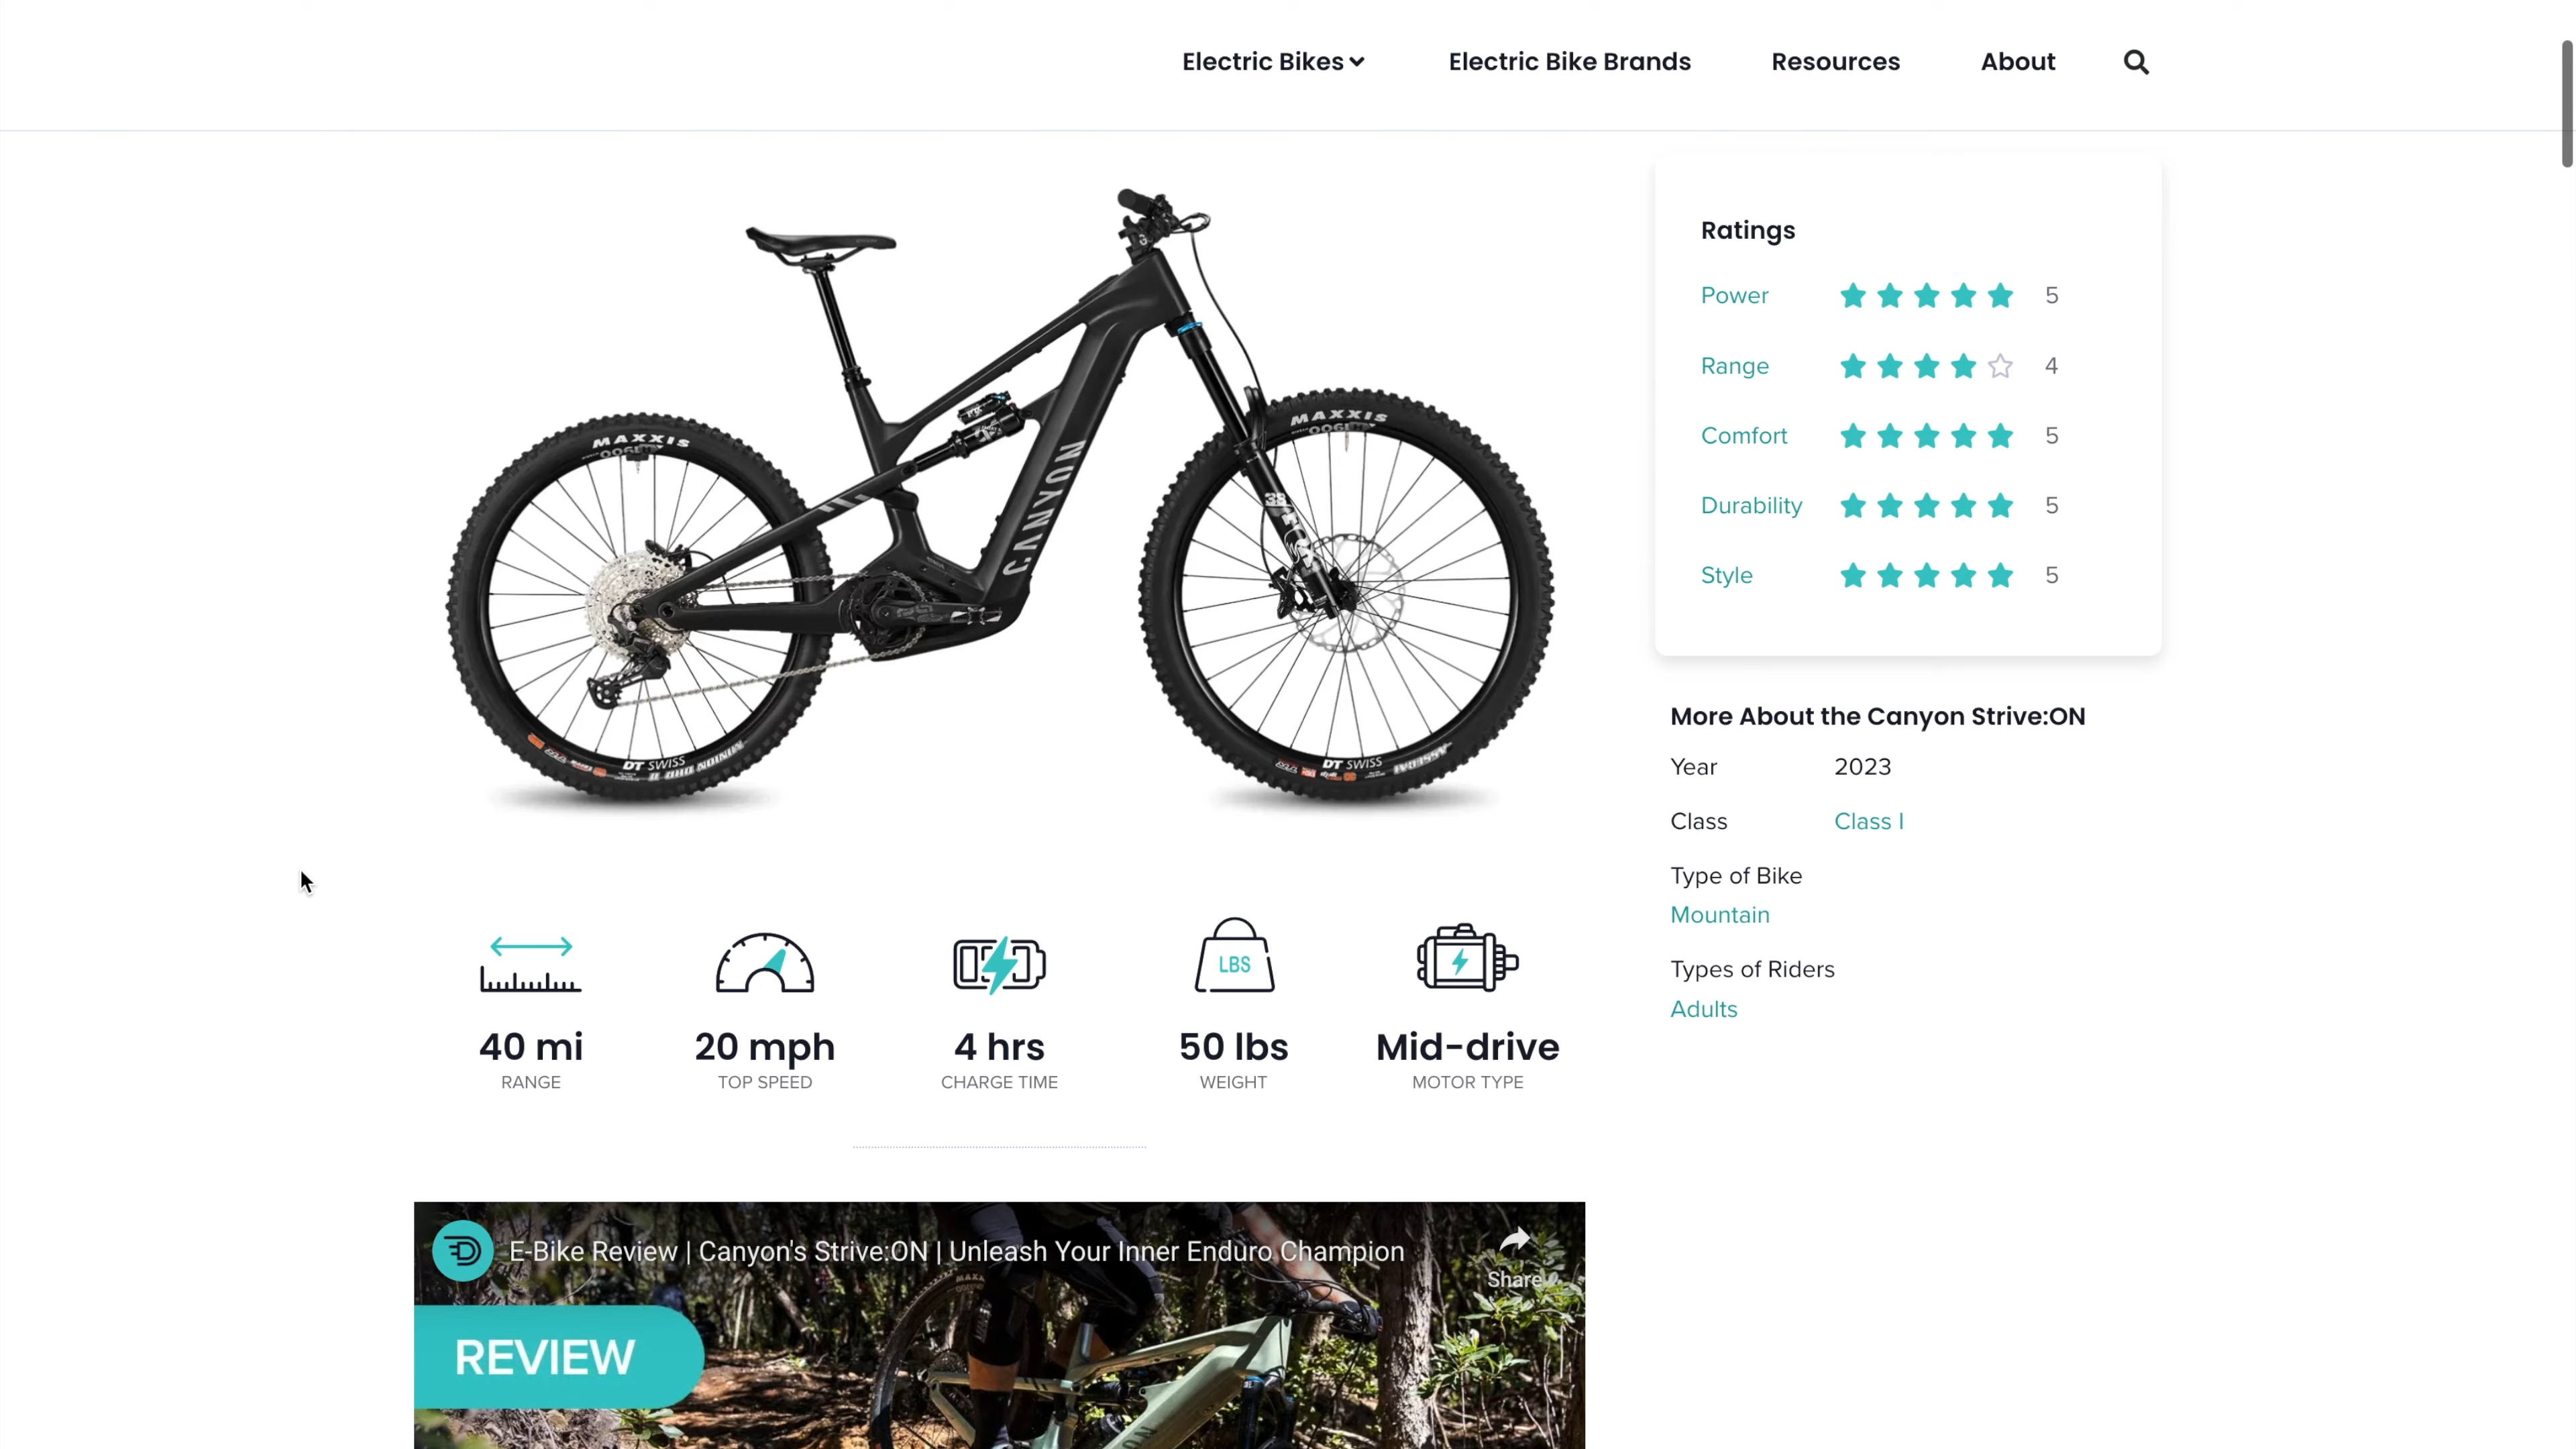 Electric Bikes
Electric Bike Brands
Resources
About
MAXXIS
MAXXIS
CANYON
38
FOX
DT SWISS
DT SWISS
ASSEGAI
Ratings
Power 5
Range 4
Comfort 5
Durability 5
Style 5
More About the Canyon Strive:ON
Year 2023
Class Class I
Type of Bike
Mountain
Types of Riders
Adults
LBS
40 mi
RANGE
20 mph
TOP SPEED
4 hrs
CHARGE TIME
50 lbs
WEIGHT
Mid-drive
MOTOR TYPE
E-Bike Review | Canyon's Strive:ON | Unleash Your Inner Enduro Champion
Share
REVIEW